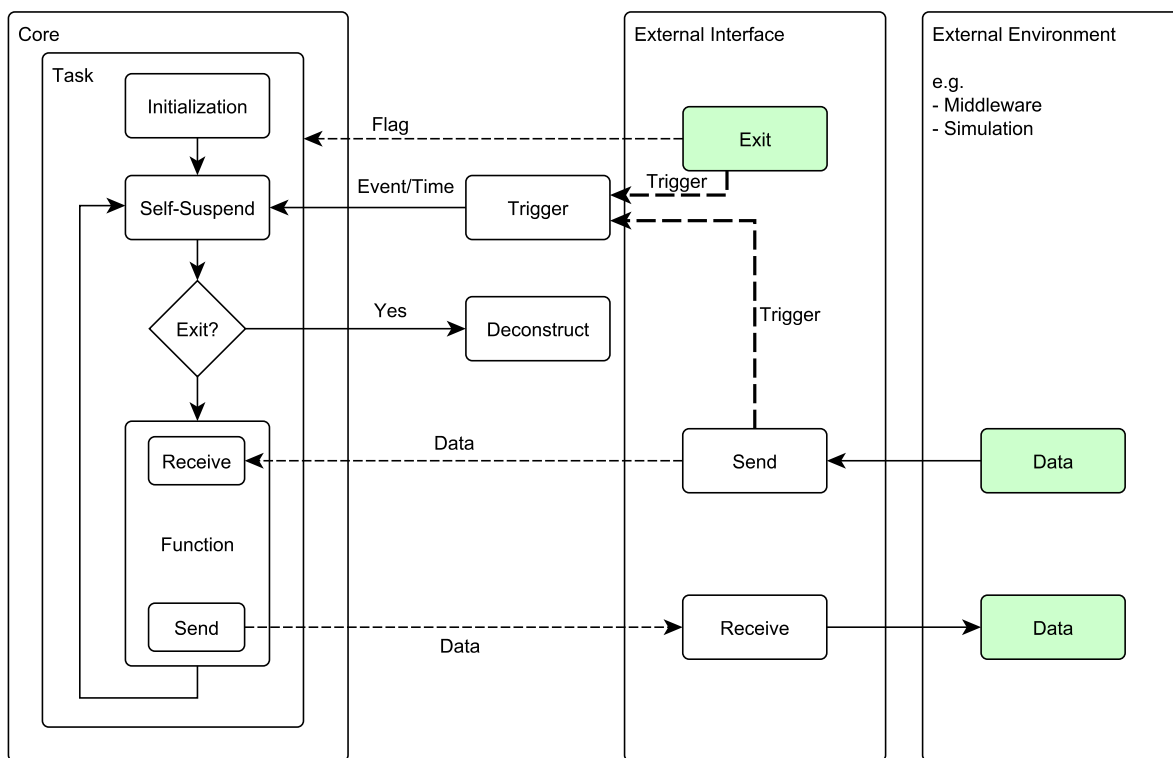 Core
Task
Initialization
Self-Suspend
Exit?
Receive
Function
Send
Flag
Event/Time
Trigger
Yes
Deconstruct
Data
Data
External Interface
Exit
Trigger
Trigger
Send
Receive
External Environment
e.g.
- Middleware
- Simulation
Data
Data